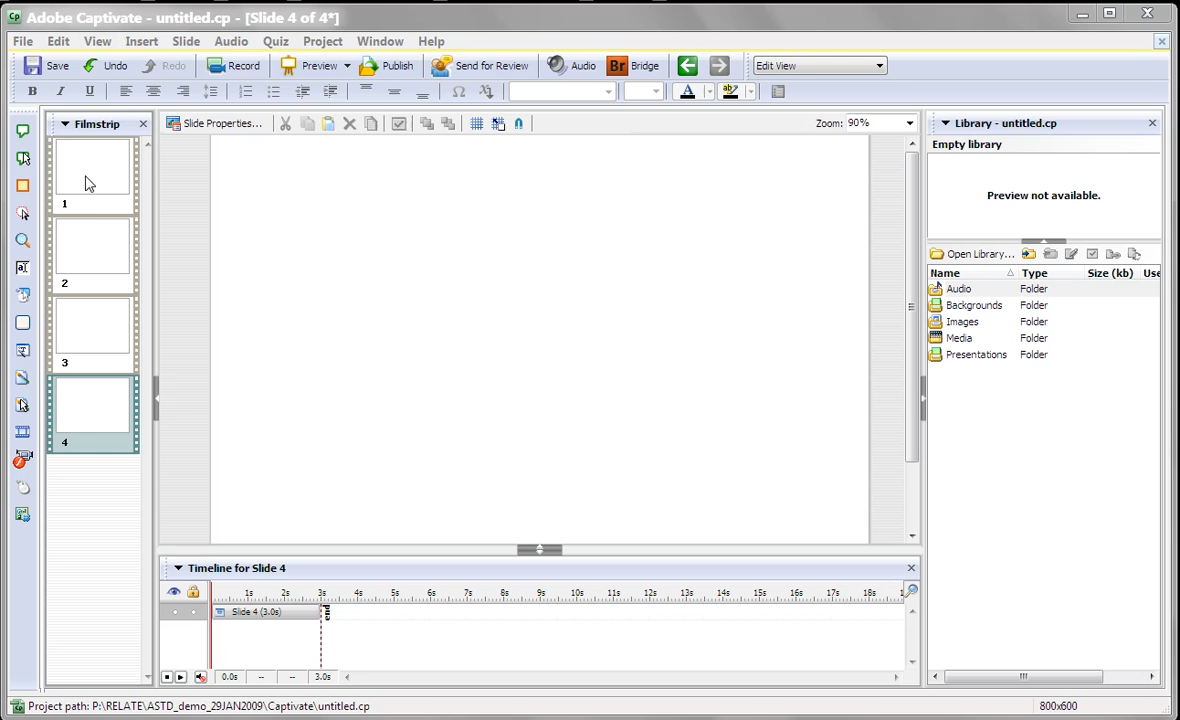 Adobe Captivate - untitled.cp - [Slide 4 of 4*]
File Edit View Insert Slide Audio Quiz Project Window Help
Save Undo Redo Record Preview Publish Send for Review Audio Br Bridge Edit View
B I U A ab
Filmstrip
Slide Properties... Zoom: 90%
Library - untitled.cp
Empty library
Preview not available.
1
2
3
4
Open Library...
Name Type Size (kb) Use
Audio Folder
Backgrounds Folder
Images Folder
Media Folder
Presentations Folder
Timeline for Slide 4
1s 2s 3s 4s 5s 6s 7s 8s 9s 10s 11s 12s 13s 14s 15s 16s 17s 18s
Slide 4 (3.0s) end
0.0s -- -- 3.0s
Project path: P:\RELATE\ASTD_demo_29JAN2009\Captivate\untitled.cp 800x600